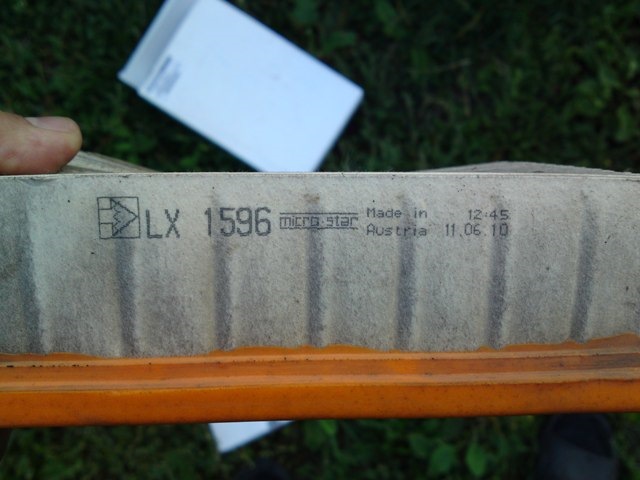 LX 1596 micro-star
Made in 12:45
Austria 11.06.10